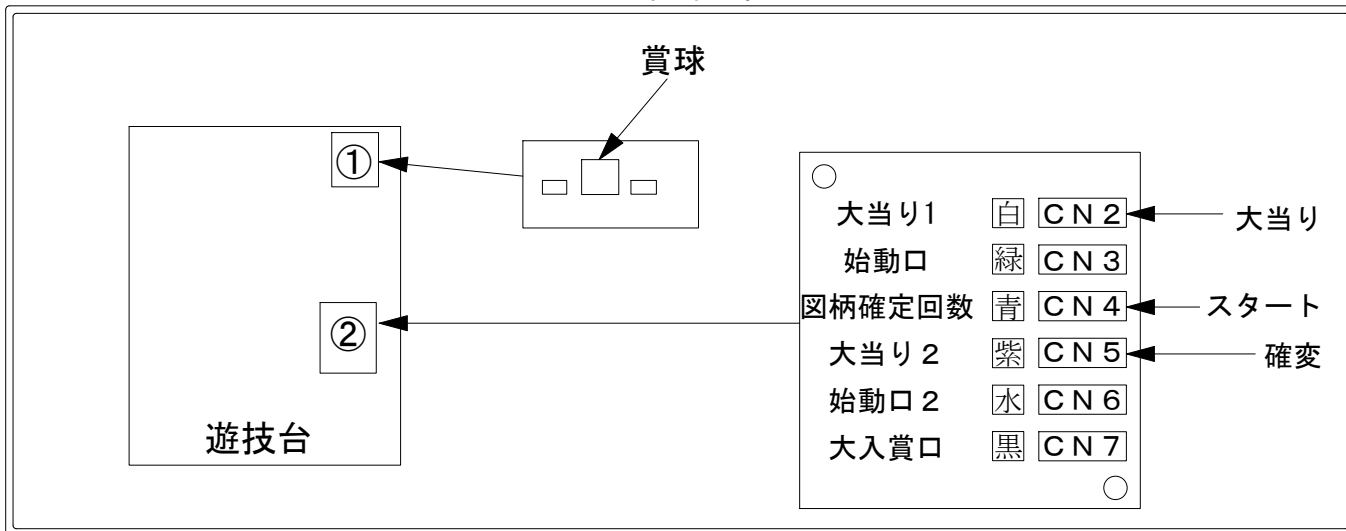 賞球
①
②
遊技台
大当り1 白 CN2 大当り
始動口 緑 CN3
図柄確定回数 青 CN4 スタート
大当り2 紫 CN5 確変
始動口2 水 CN6
大入賞口 黒 CN7